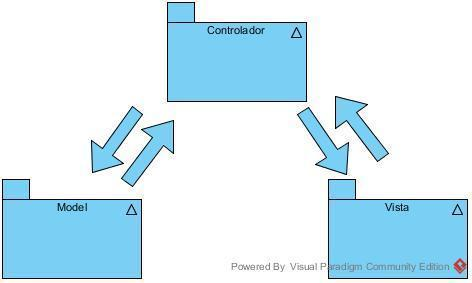 Controlador
Model
Vista
Powered By Visual Paradigm Community Edition